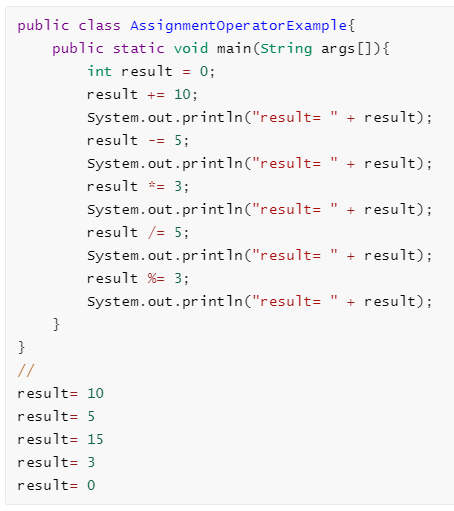 public class AssignmentOperatorExample{
    public static void main(String args[]){
        int result = 0;
        result += 10;
        System.out.println("result= " + result);
        result -= 5;
        System.out.println("result= " + result);
        result *= 3;
        System.out.println("result= " + result);
        result /= 5;
        System.out.println("result= " + result);
        result %= 3;
        System.out.println("result= " + result);
    }
}
//
result= 10
result= 5
result= 15
result= 3
result= 0